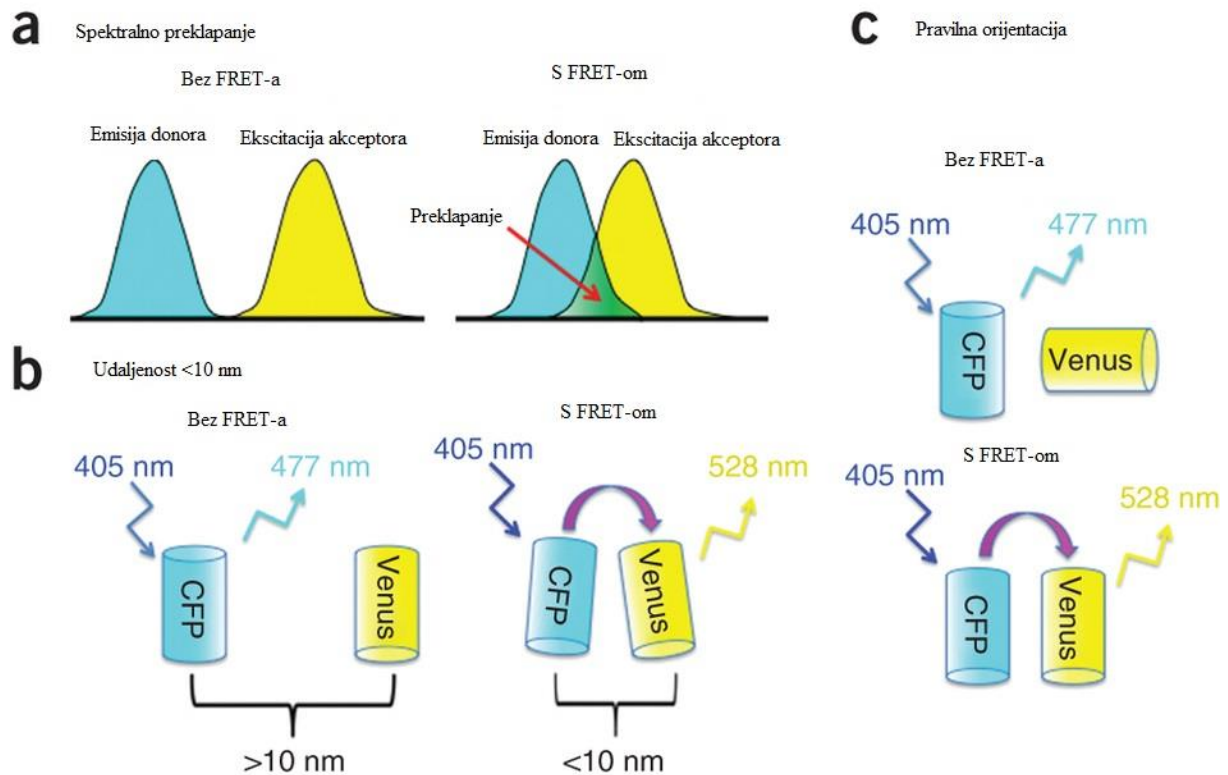 a
Spektralno preklapanje
Bez FRET-a
S FRET-om
Emisija donora
Ekscitacija akceptora
Emisija donora
Ekscitacija akceptora
Preklapanje
b
Udaljenost <10 nm
Bez FRET-a
S FRET-om
405 nm
477 nm
CFP
Venus
>10 nm
405 nm
528 nm
CFP
Venus
<10 nm
c
Pravilna orijentacija
Bez FRET-a
405 nm
477 nm
CFP
Venus
S FRET-om
405 nm
528 nm
CFP
Venus